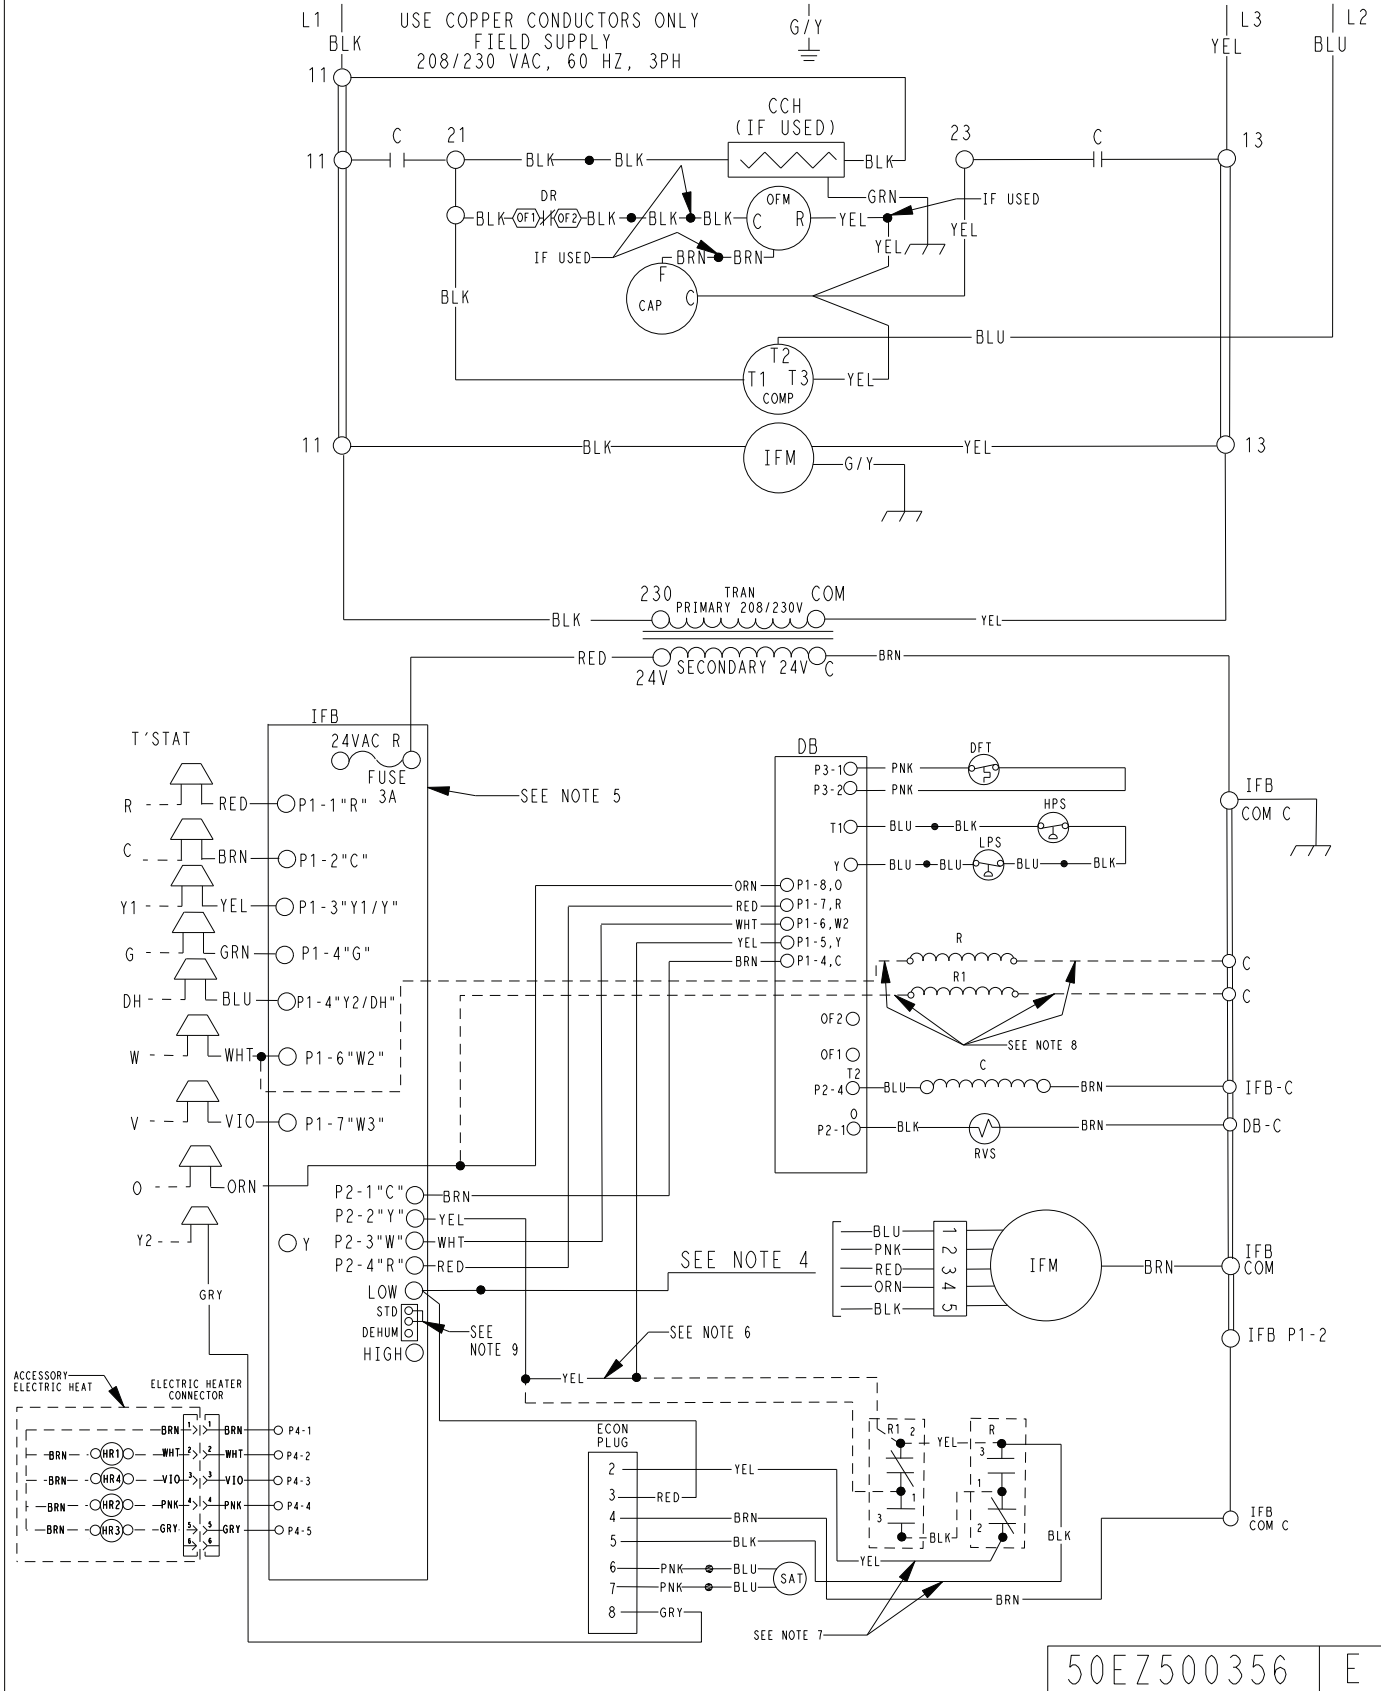 L1
USE COPPER CONDUCTORS ONLY
FIELD SUPPLY
208/230 VAC, 60 HZ, 3PH
BLK
G/Y
L3
YEL
L2
BLU
11
CCH
(IF USED)
11
C
21
BLK
BLK
BLK
23
C
13
DR
BLK
OF1
OF2
BLK
BLK
BLK
OFM
C
R
YEL
GRN
IF USED
YEL
YEL
IF USED
BRN
BRN
F
CAP
C
BLK
BLU
T2
T1
T3
COMP
YEL
11
BLK
IFM
YEL
13
G/Y
230
TRAN
COM
PRIMARY 208/230V
BLK
YEL
RED
24V
SECONDARY 24V
C
BRN
IFB
T'STAT
24VAC R
FUSE
3A
SEE NOTE 5
R
RED
P1-1"R"
C
BRN
P1-2"C"
Y1
YEL
P1-3"Y1/Y"
G
GRN
P1-4"G"
DH
BLU
P1-4"Y2/DH"
W
WHT
P1-6"W2"
V
VIO
P1-7"W3"
O
ORN
Y2
Y
GRY
P2-1"C"
BRN
P2-2"Y"
YEL
P2-3"W"
WHT
P2-4"R"
RED
LOW
STD
DEHUM
HIGH
SEE
NOTE 9
DB
P3-1
PNK
DFT
P3-2
PNK
T1
BLU
BLK
HPS
Y
BLU
BLU
LPS
BLU
BLK
ORN
P1-8,O
RED
P1-7,R
WHT
P1-6,W2
YEL
P1-5,Y
BRN
P1-4,C
R
C
R1
C
OF2
OF1
SEE NOTE 8
T2
P2-4
BLU
C
BRN
IFB-C
O
P2-1
BLK
RVS
BRN
DB-C
IFB
COM C
SEE NOTE 4
BLU
PNK
RED
ORN
BLK
1
2
3
4
5
IFM
BRN
IFB
COM
IFB P1-2
SEE NOTE 6
YEL
ACCESSORY
ELECTRIC HEAT
ELECTRIC HEATER
CONNECTOR
BRN
1
1
BRN
P4-1
BRN
HR1
WHT
2
2
WHT
P4-2
BRN
HR4
VIO
3
3
VIO
P4-3
BRN
HR2
PNK
4
4
PNK
P4-4
BRN
HR3
GRY
5
5
GRY
P4-5
6
6
ECON
PLUG
2
YEL
3
RED
4
BRN
5
BLK
6
PNK
BLU
7
PNK
BLU
SAT
8
GRY
R1
2
YEL
R
3
1
1
3
2
BLK
BLK
YEL
BRN
SEE NOTE 7
IFB
COM C
50EZ500356
E